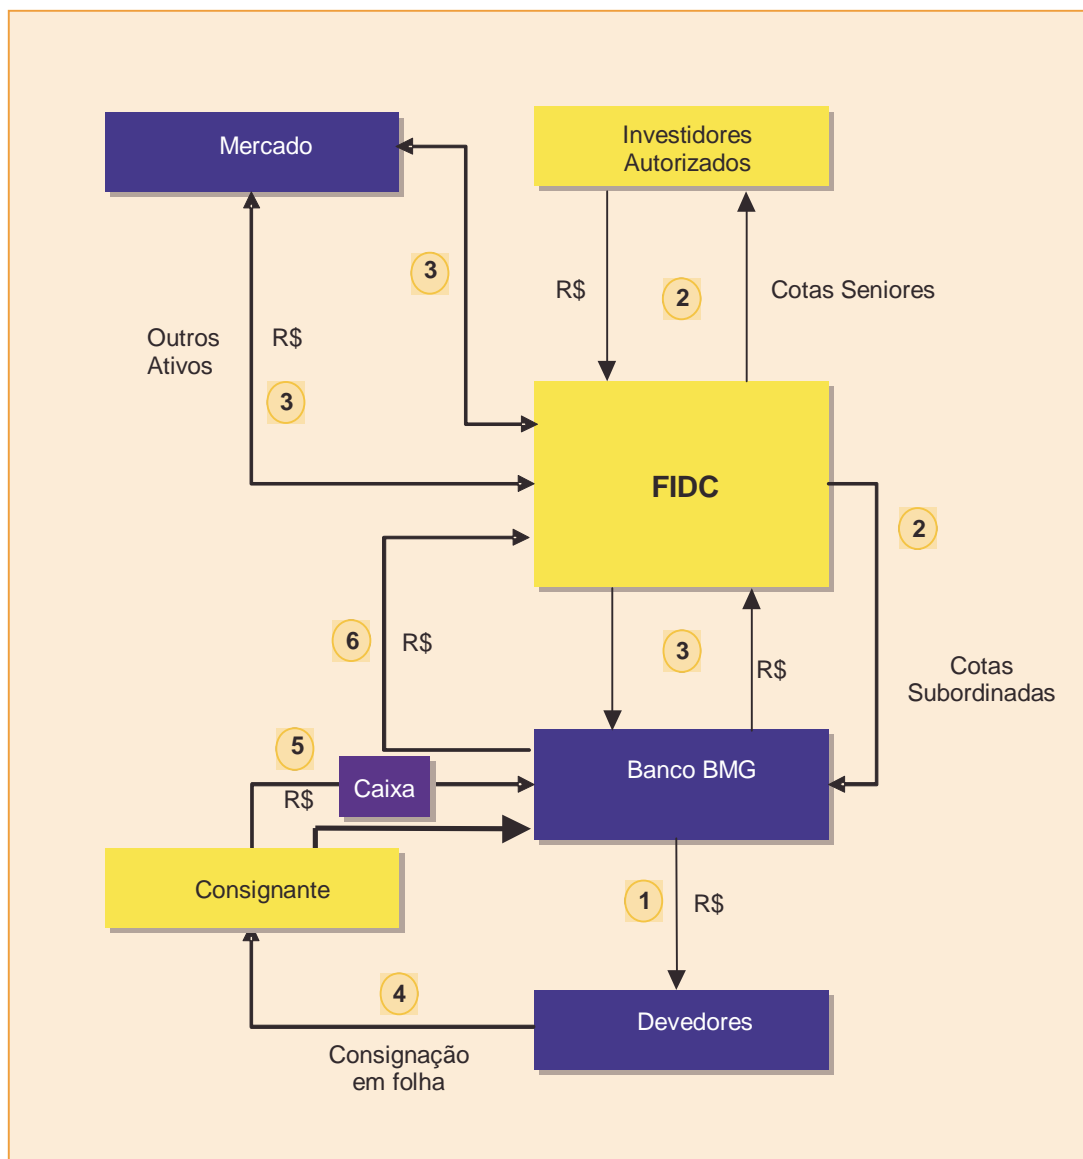 Mercado
Investidores
Autorizados
3
R$
2
Cotas Seniores
Outros
Ativos
R$
3
FIDC
2
6
R$
3
R$
Cotas
Subordinadas
5
R$
Caixa
Banco BMG
Consignante
1
R$
4
Devedores
Consignação
em folha